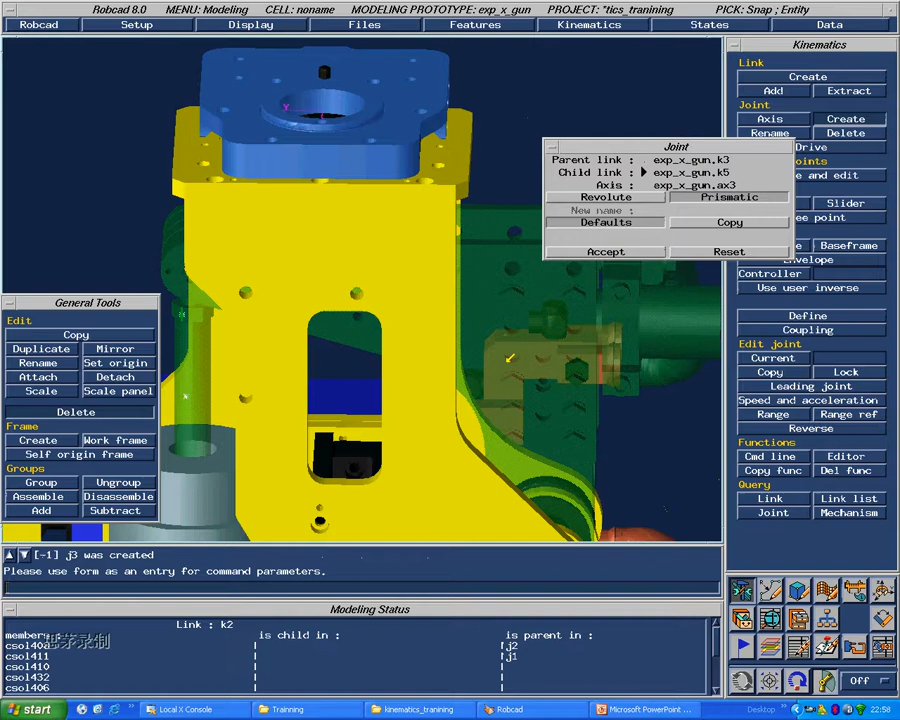 Robcad 8.0 MENU: Modeling CELL: noname MODELING PROTOTYPE: exp_x_gun PROJECT: "tics_tranining PICK: Snap ; Entity
Robcad Setup Display Files Features Kinematics States Data
Kinematics
Link
Create
Add Extract
Joint
Axis Create
Rename Delete
Drive
oints
e and edit
Slider
ee point
e Baseframe
Envelope
Controller
Use user inverse
Define
Coupling
Edit joint
Current
Copy Lock
Leading joint
Speed and acceleration
Range Range ref
Reverse
Functions
Cmd line Editor
Copy func Del func
Query
Link Link list
Joint Mechanism
Off
Joint
Parent link : exp_x_gun.k3
Child link : exp_x_gun.k5
Axis : exp_x_gun.ax3
Revolute Prismatic
New name :
Defaults Copy
Accept Reset
Y
General Tools
Edit
Copy
Duplicate Mirror
Rename Set origin
Attach Detach
Scale Scale panel
Delete
Frame
Create Work frame
Self origin frame
Groups
Group Ungroup
Assemble Disassemble
Add Subtract
[-1] j3 was created
Please use form as an entry for command parameters.
Modeling Status
Link : k2
members is child in : is parent in :
j2
csol411 j1
csol410
csol432
csol406
start Local X Console Trainning kinematics_tranining Robcad Microsoft PowerPoint ... Desktop 22:58